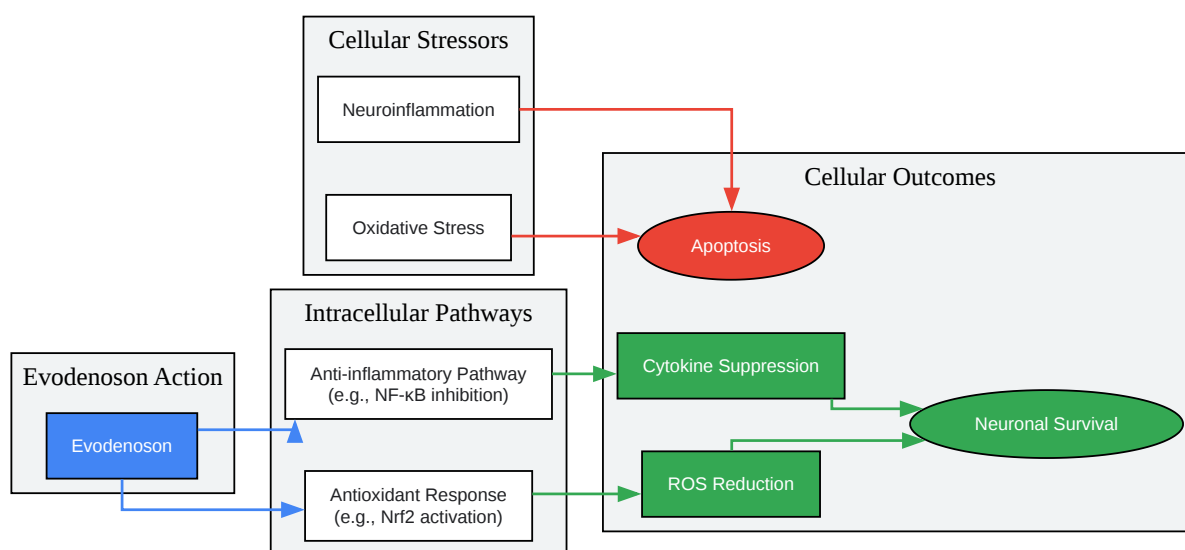 Cellular Stressors
Neuroinflammation
Oxidative Stress
Cellular Outcomes
Apoptosis
Intracellular Pathways
Anti-inflammatory Pathway
(e.g., NF-κB inhibition)
Cytokine Suppression
Evodenoson Action
Evodenoson
Neuronal Survival
Antioxidant Response
(e.g., Nrf2 activation)
ROS Reduction